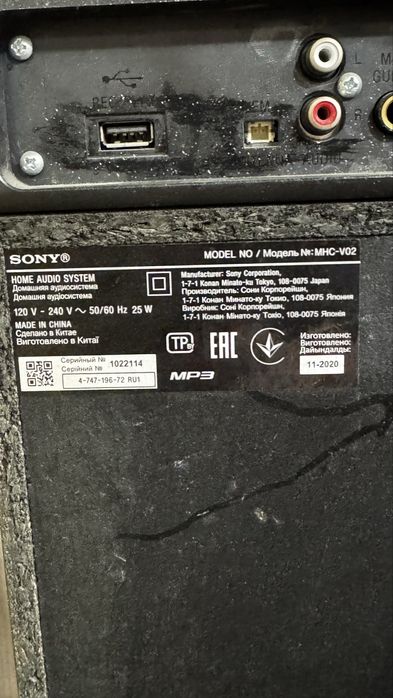 L
R
AUDIO
SONY®
MODEL NO / Модель №: MHC-V02
HOME AUDIO SYSTEM
Домашняя аудиосистема
Домашня аудіосистема
120 V - 240 V ~ 50/60 Hz 25 W
MADE IN CHINA
Сделано в Китае
Виготовлено в Китаї
Manufacturer: Sony Corporation,
1-7-1 Konan Minato-ku Tokyo, 108-0075 Japan
Производитель: Сони Корпорейшн,
1-7-1 Конан Минато-ку Токио, 108-0075 Япония
Виробник: Соні Корпорейшн,
1-7-1 Конан Мінато-ку Токіо, 108-0075 Японія
Серийный №
Серійний №
1022114
4-747-196-72 RU1
TP
EAC
MP3
Изготовлено:
Виготовлено:
Дайындалды:
11-2020